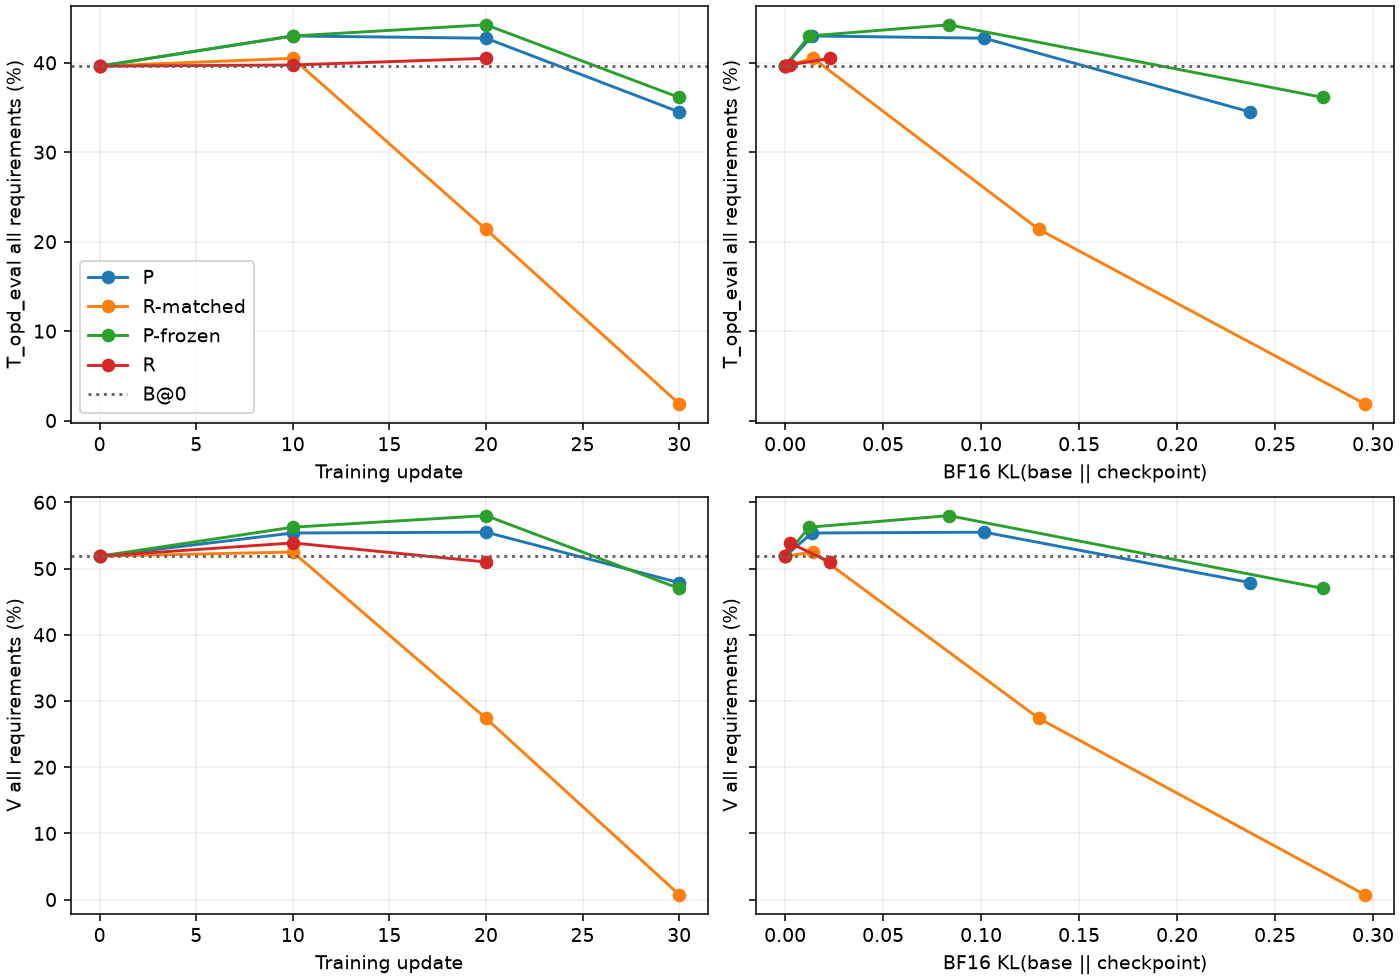 T_opd_eval all requirements (%)
40
30
20
10
0
P
R-matched
P-frozen
R
B@0
0 5 10 15 20 25 30
Training update
T_opd_eval all requirements (%)
0.00 0.05 0.10 0.15 0.20 0.25 0.30
BF16 KL(base || checkpoint)
V all requirements (%)
60
50
40
30
20
10
0
0 5 10 15 20 25 30
Training update
V all requirements (%)
0.00 0.05 0.10 0.15 0.20 0.25 0.30
BF16 KL(base || checkpoint)